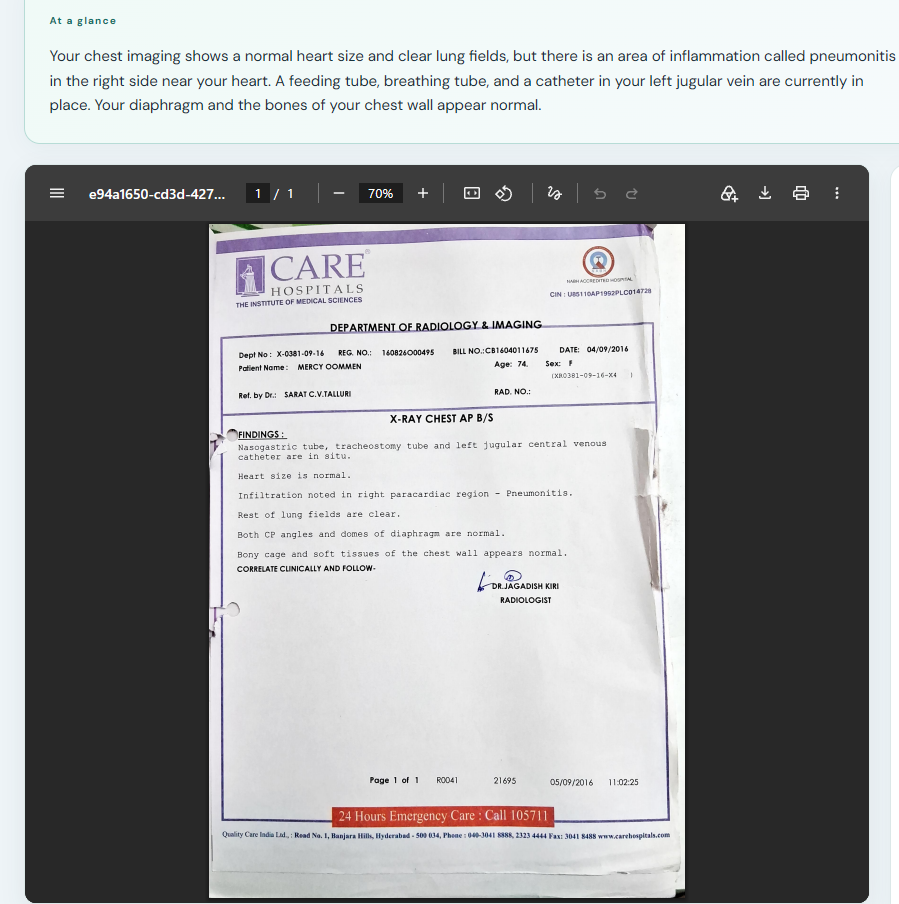 At a glance
Your chest imaging shows a normal heart size and clear lung fields, but there is an area of inflammation called pneumonitis
in the right side near your heart. A feeding tube, breathing tube, and a catheter in your left jugular vein are currently in
place. Your diaphragm and the bones of your chest wall appear normal.
e94a1650-cd3d-427... 1 / 1 70%
CARE®
HOSPITALS
THE INSTITUTE OF MEDICAL SCIENCES
NABH ACCREDITED HOSPITAL
CIN : U85110AP1992PLC014728
DEPARTMENT OF RADIOLOGY & IMAGING
Dept No : X-0381-09-16 REG. NO.: 160826O00495 BILL NO.:CB1604011675 DATE: 04/09/2016
Patient Name : MERCY OOMMEN Age: 74. Sex: F
(XR0381-09-16-X4 )
Ref. by Dr.: SARAT C.V.TALLURI RAD. NO.:
X-RAY CHEST AP B/S
FINDINGS :
Nasogastric tube, tracheostomy tube and left jugular central venous
catheter are in situ.
Heart size is normal.
Infiltration noted in right paracardiac region - Pneumonitis.
Rest of lung fields are clear.
Both CP angles and domes of diaphragm are normal.
Bony cage and soft tissues of the chest wall appears normal.
CORRELATE CLINICALLY AND FOLLOW-
DR.JAGADISH KIRI
RADIOLOGIST
Page 1 of 1 R0041 21695 05/09/2016 11:02:25
24 Hours Emergency Care : Call 105711
Quality Care India Ltd., : Road No. 1, Banjara Hills, Hyderabad - 500 034, Phone : 040-3041 8888, 2323 4444 Fax: 3041 8488 www.carehospitals.com